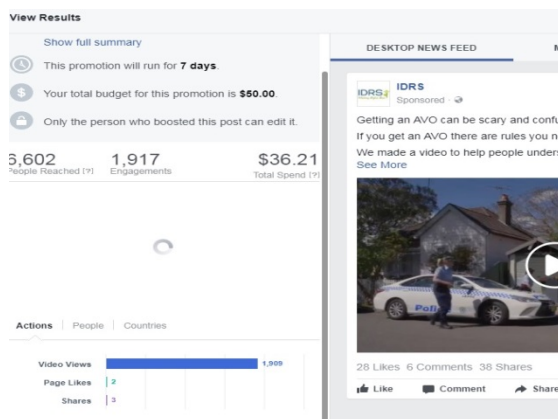 View Results
Show full summary
This promotion will run for 7 days.
Your total budget for this promotion is $50.00.
Only the person who boosted this post can edit it.
6,602
People Reached [?]
1,917
Engagements
$36.21
Total Spend [?]
Actions
People
Countries
Video Views
1,909
Page Likes
2
Shares
3
DESKTOP NEWS FEED
IDRS
IDRS
Sponsored ·
Getting an AVO can be scary and
If you get an AVO there are rules you
We made a video to help people
See More
28 Likes 6 Comments 38 Shares
Like
Comment
Share